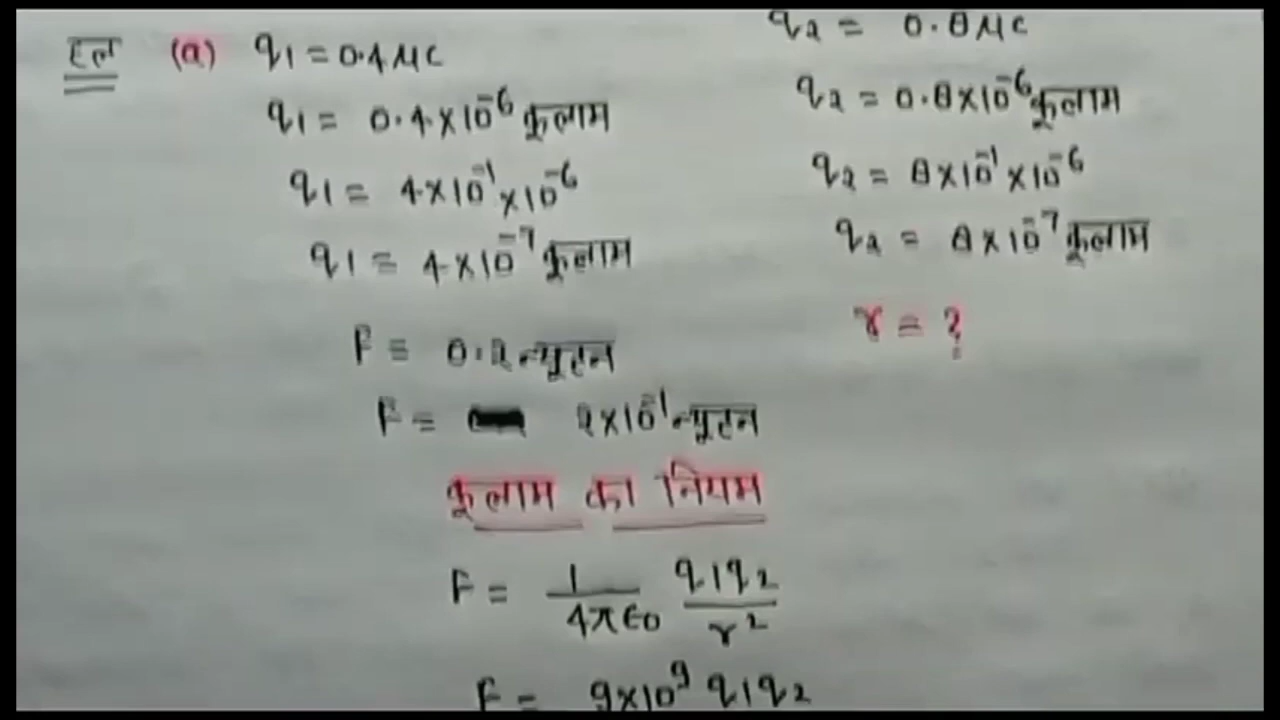 हल (a) q1 = 0.4 μC q2 = 0.8 μC
q1 = 0.4×10⁻⁶ कूलाम q2 = 0.8×10⁻⁶ कूलाम
q1 = 4×10⁻¹×10⁻⁶ q2 = 8×10⁻¹×10⁻⁶
q1 = 4×10⁻⁷ कूलाम q2 = 8×10⁻⁷ कूलाम
r = ?
F = 0.2 न्यूटन
F = 2×10⁻¹ न्यूटन
कूलाम का नियम
F = 1/4πε0 q1q2/r²
F = 9×10⁹ q1q2